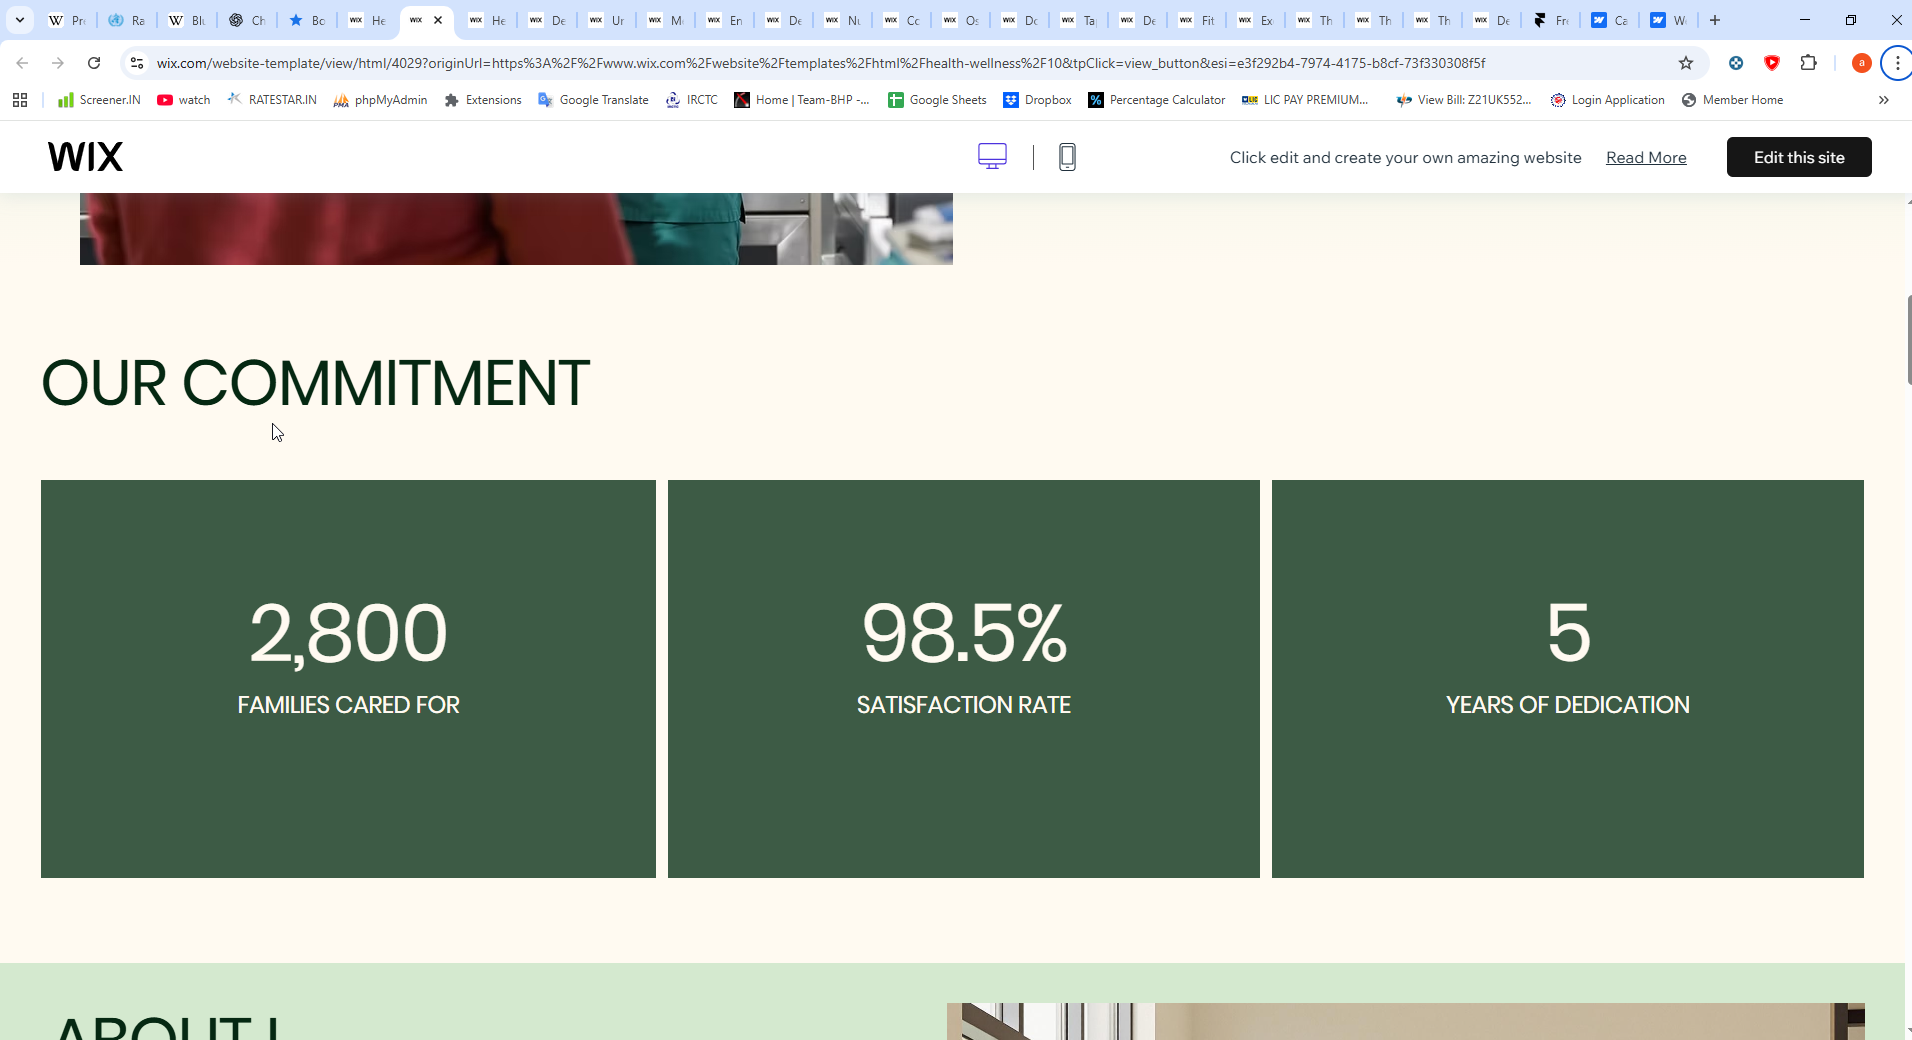 Pr
Ra
Blu
Ch
Bo
He
He
De
Ur
M
En
De
Nu
Cc
Os
Dc
Ta
De
Fit
Ex
Th
Th
Th
De
Fr
Ca
W
wix.com/website-template/view/html/4029?originUrl=https%3A%2F%2Fwww.wix.com%2Fwebsite%2Ftemplates%2Fhtml%2Fhealth-wellness%2F10&tpClick=view_button&esi=e3f292b4-7974-4175-b8cf-73f330308f5f
a
Screener.IN watch RATESTAR.IN phpMyAdmin Extensions Google Translate IRCTC Home | Team-BHP -... Google Sheets Dropbox Percentage Calculator LIC PAY PREMIUM... View Bill: Z21UK552... Login Application Member Home
WIX
Click edit and create your own amazing website Read More Edit this site
OUR COMMITMENT
2,800
FAMILIES CARED FOR
98.5%
SATISFACTION RATE
5
YEARS OF DEDICATION